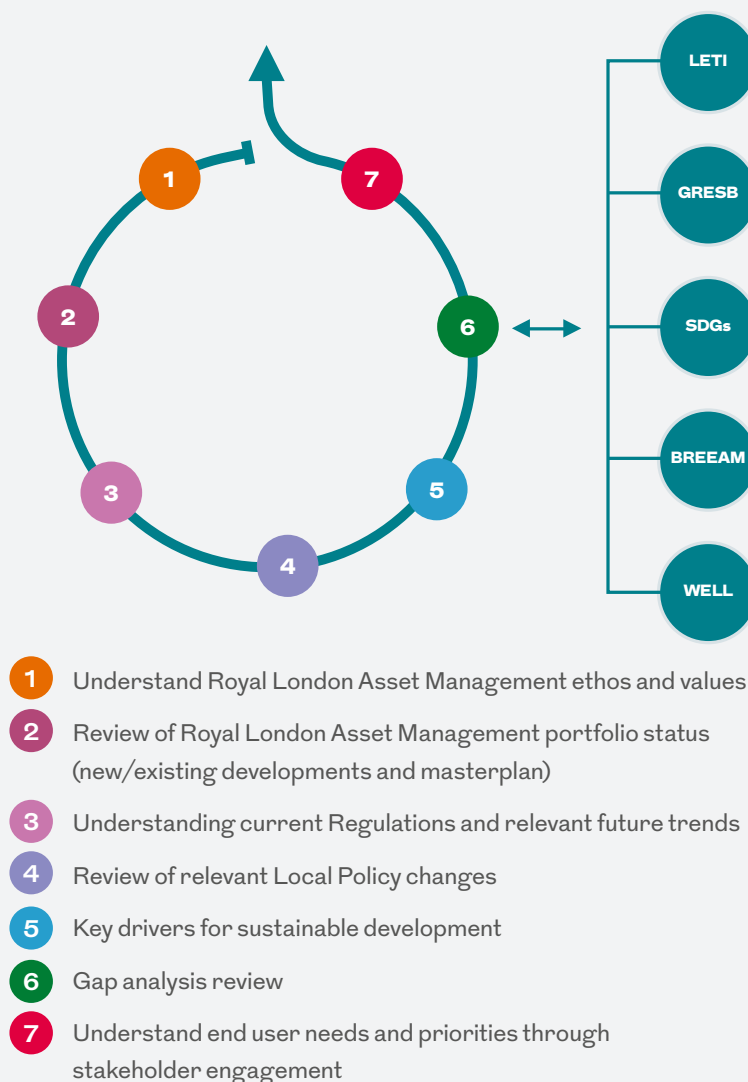 1
2
3
4
5
6
7
LETI
GRESB
SDGs
BREEAM
WELL
1 Understand Royal London Asset Management ethos and values
2 Review of Royal London Asset Management portfolio status
(new/existing developments and masterplan)
3 Understanding current Regulations and relevant future trends
4 Review of relevant Local Policy changes
5 Key drivers for sustainable development
6 Gap analysis review
7 Understand end user needs and priorities through
stakeholder engagement